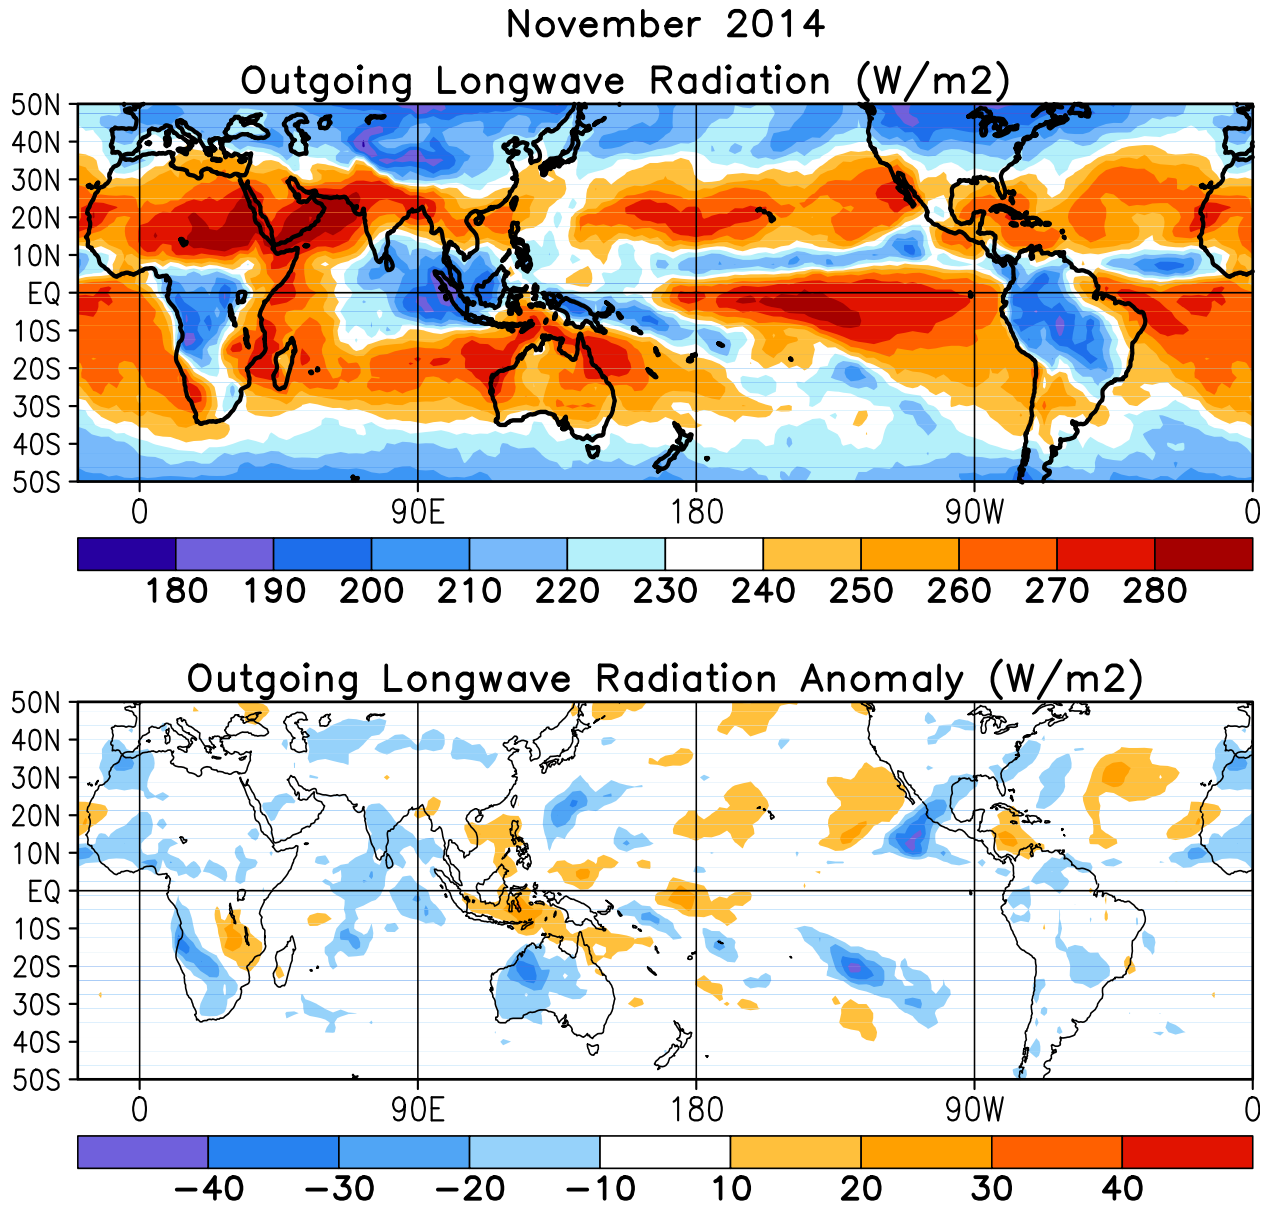 November 2014
Outgoing Longwave Radiation (W/m2)
50N
40N
30N
20N
10N
EQ
10S
20S
30S
40S
50S
0 90E 180 90W 0
180 190 200 210 220 230 240 250 260 270 280
Outgoing Longwave Radiation Anomaly (W/m2)
50N
40N
30N
20N
10N
EQ
10S
20S
30S
40S
50S
0 90E 180 90W 0
−40 −30 −20 −10 10 20 30 40